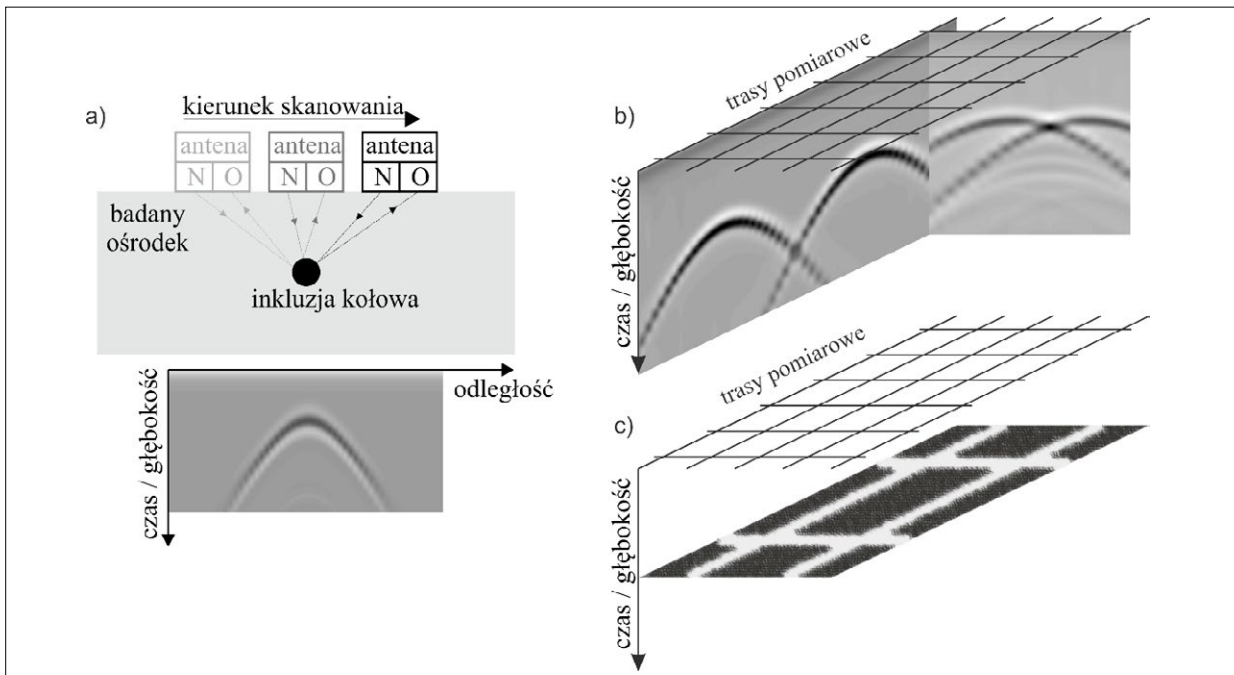 a)
kierunek skanowania
antena antena antena
N O N O N O
badany
ośrodek
inkluzja kołowa
odległość
czas / głębokość
b)
trasy pomiarowe
czas / głębokość
c)
trasy pomiarowe
czas / głębokość